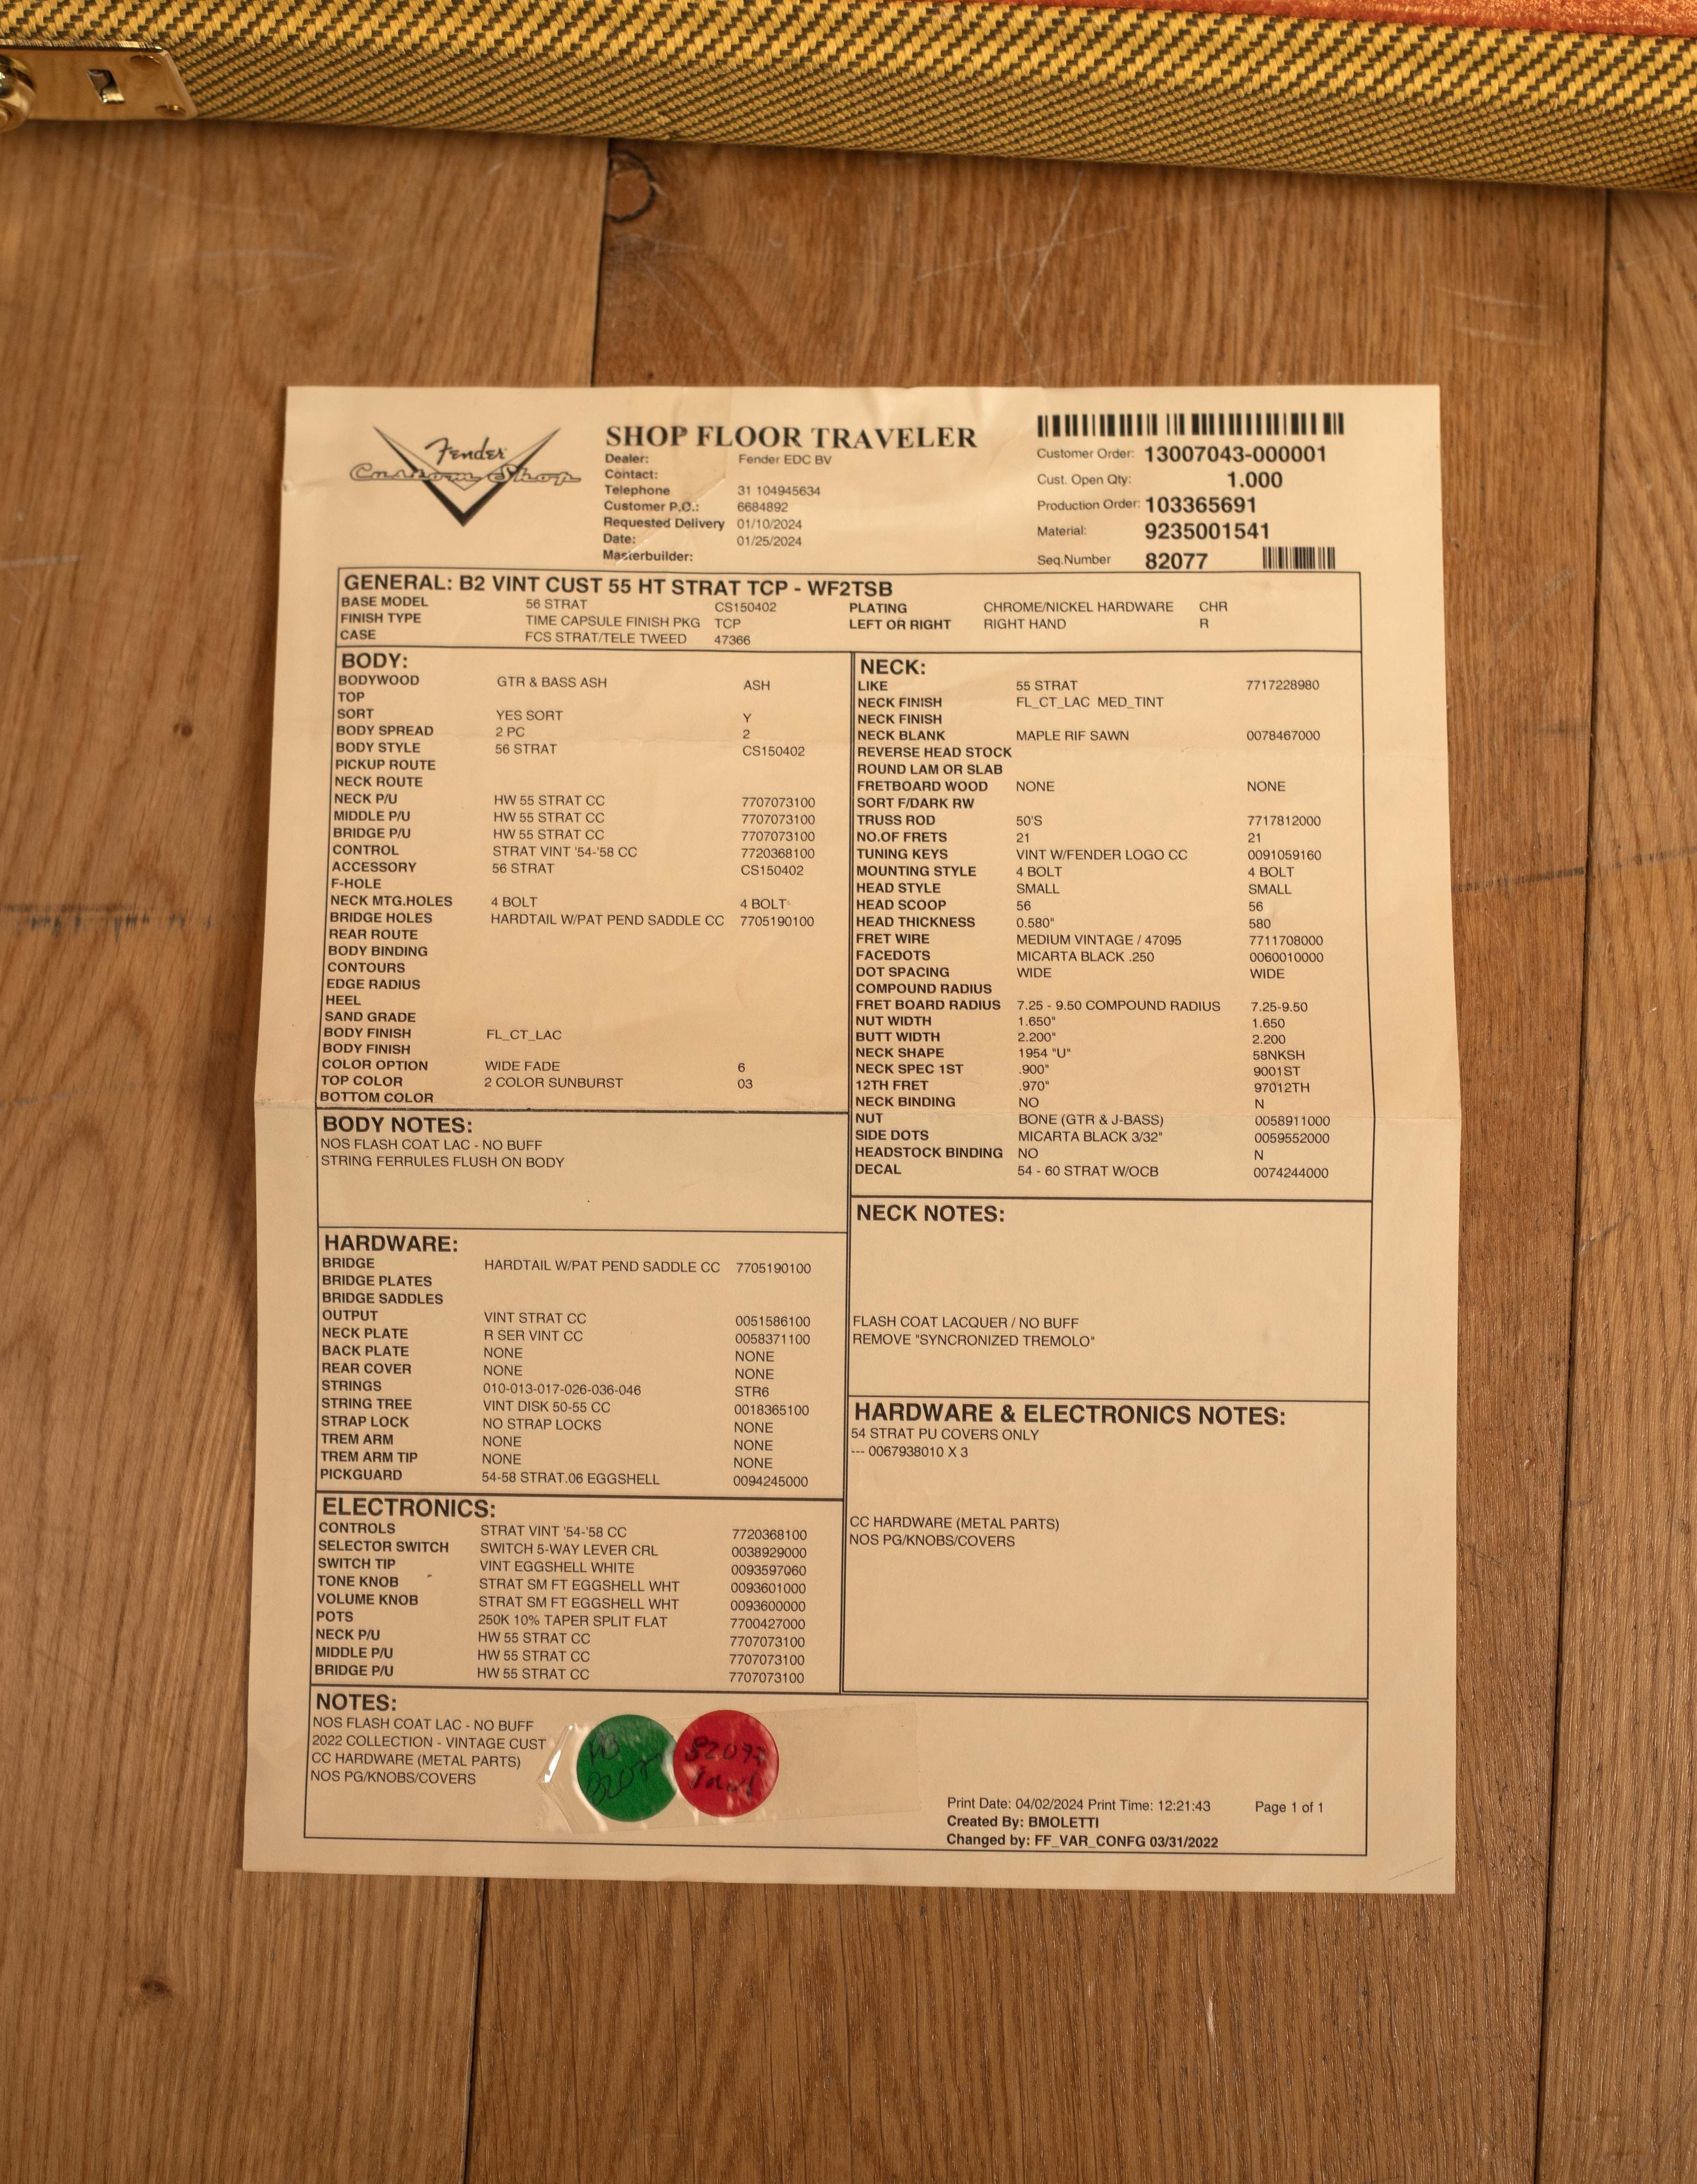 Fender
Custom Shop
SHOP FLOOR TRAVELER
Dealer: Fender EDC BV
Contact:
Telephone 31 104945634
Customer P.O.: 6684892
Requested Delivery 01/10/2024
Date: 01/25/2024
Masterbuilder:
Customer Order: 13007043-000001
Cust. Open Qty: 1.000
Production Order: 103365691
Material: 9235001541
Seq.Number 82077
GENERAL: B2 VINT CUST 55 HT STRAT TCP - WF2TSB
BASE MODEL 56 STRAT CS150402 PLATING CHROME/NICKEL HARDWARE CHR
FINISH TYPE TIME CAPSULE FINISH PKG TCP LEFT OR RIGHT RIGHT HAND R
CASE FCS STRAT/TELE TWEED 47366
BODY:
BODYWOOD GTR & BASS ASH ASH
TOP
SORT YES SORT Y
BODY SPREAD 2 PC 2
BODY STYLE 56 STRAT CS150402
PICKUP ROUTE
NECK ROUTE
NECK P/U HW 55 STRAT CC 7707073100
MIDDLE P/U HW 55 STRAT CC 7707073100
BRIDGE P/U HW 55 STRAT CC 7707073100
CONTROL STRAT VINT '54-'58 CC 7720368100
ACCESSORY 56 STRAT CS150402
F-HOLE
NECK MTG.HOLES 4 BOLT 4 BOLT
BRIDGE HOLES HARDTAIL W/PAT PEND SADDLE CC 7705190100
REAR ROUTE
BODY BINDING
CONTOURS
EDGE RADIUS
HEEL
SAND GRADE
BODY FINISH FL_CT_LAC
BODY FINISH
COLOR OPTION WIDE FADE 6
TOP COLOR 2 COLOR SUNBURST 03
BOTTOM COLOR
BODY NOTES:
NOS FLASH COAT LAC - NO BUFF
STRING FERRULES FLUSH ON BODY
HARDWARE:
BRIDGE HARDTAIL W/PAT PEND SADDLE CC 7705190100
BRIDGE PLATES
BRIDGE SADDLES
OUTPUT VINT STRAT CC 0051586100
NECK PLATE R SER VINT CC 0058371100
BACK PLATE NONE NONE
REAR COVER NONE NONE
STRINGS 010-013-017-026-036-046 STR6
STRING TREE VINT DISK 50-55 CC 0018365100
STRAP LOCK NO STRAP LOCKS NONE
TREM ARM NONE NONE
TREM ARM TIP NONE NONE
PICKGUARD 54-58 STRAT.06 EGGSHELL 0094245000
ELECTRONICS:
CONTROLS STRAT VINT '54-'58 CC 7720368100
SELECTOR SWITCH SWITCH 5-WAY LEVER CRL 0038929000
SWITCH TIP VINT EGGSHELL WHITE 0093597060
TONE KNOB STRAT SM FT EGGSHELL WHT 0093601000
VOLUME KNOB STRAT SM FT EGGSHELL WHT 0093600000
POTS 250K 10% TAPER SPLIT FLAT 7700427000
NECK P/U HW 55 STRAT CC 7707073100
MIDDLE P/U HW 55 STRAT CC 7707073100
BRIDGE P/U HW 55 STRAT CC 7707073100
NECK:
LIKE 55 STRAT 7717228980
NECK FINISH FL_CT_LAC MED_TINT
NECK FINISH
NECK BLANK MAPLE RIF SAWN 0078467000
REVERSE HEAD STOCK
ROUND LAM OR SLAB
FRETBOARD WOOD NONE NONE
SORT F/DARK RW
TRUSS ROD 50'S 7717812000
NO.OF FRETS 21 21
TUNING KEYS VINT W/FENDER LOGO CC 0091059160
MOUNTING STYLE 4 BOLT 4 BOLT
HEAD STYLE SMALL SMALL
HEAD SCOOP 56 56
HEAD THICKNESS 0.580" 580
FRET WIRE MEDIUM VINTAGE / 47095 7711708000
FACEDOTS MICARTA BLACK .250 0060010000
DOT SPACING WIDE WIDE
COMPOUND RADIUS
FRET BOARD RADIUS 7.25 - 9.50 COMPOUND RADIUS 7.25-9.50
NUT WIDTH 1.650" 1.650
BUTT WIDTH 2.200" 2.200
NECK SHAPE 1954 "U" 58NKSH
NECK SPEC 1ST .900" 9001ST
12TH FRET .970" 97012TH
NECK BINDING NO N
NUT BONE (GTR & J-BASS) 0058911000
SIDE DOTS MICARTA BLACK 3/32" 0059552000
HEADSTOCK BINDING NO N
DECAL 54 - 60 STRAT W/OCB 0074244000
NECK NOTES:
FLASH COAT LACQUER / NO BUFF
REMOVE "SYNCRONIZED TREMOLO"
HARDWARE & ELECTRONICS NOTES:
54 STRAT PU COVERS ONLY
--- 0067938010 X 3
CC HARDWARE (METAL PARTS)
NOS PG/KNOBS/COVERS
NOTES:
NOS FLASH COAT LAC - NO BUFF
2022 COLLECTION - VINTAGE CUST
CC HARDWARE (METAL PARTS)
NOS PG/KNOBS/COVERS
82077
Print Date: 04/02/2024 Print Time: 12:21:43 Page 1 of 1
Created By: BMOLETTI
Changed by: FF_VAR_CONFG 03/31/2022